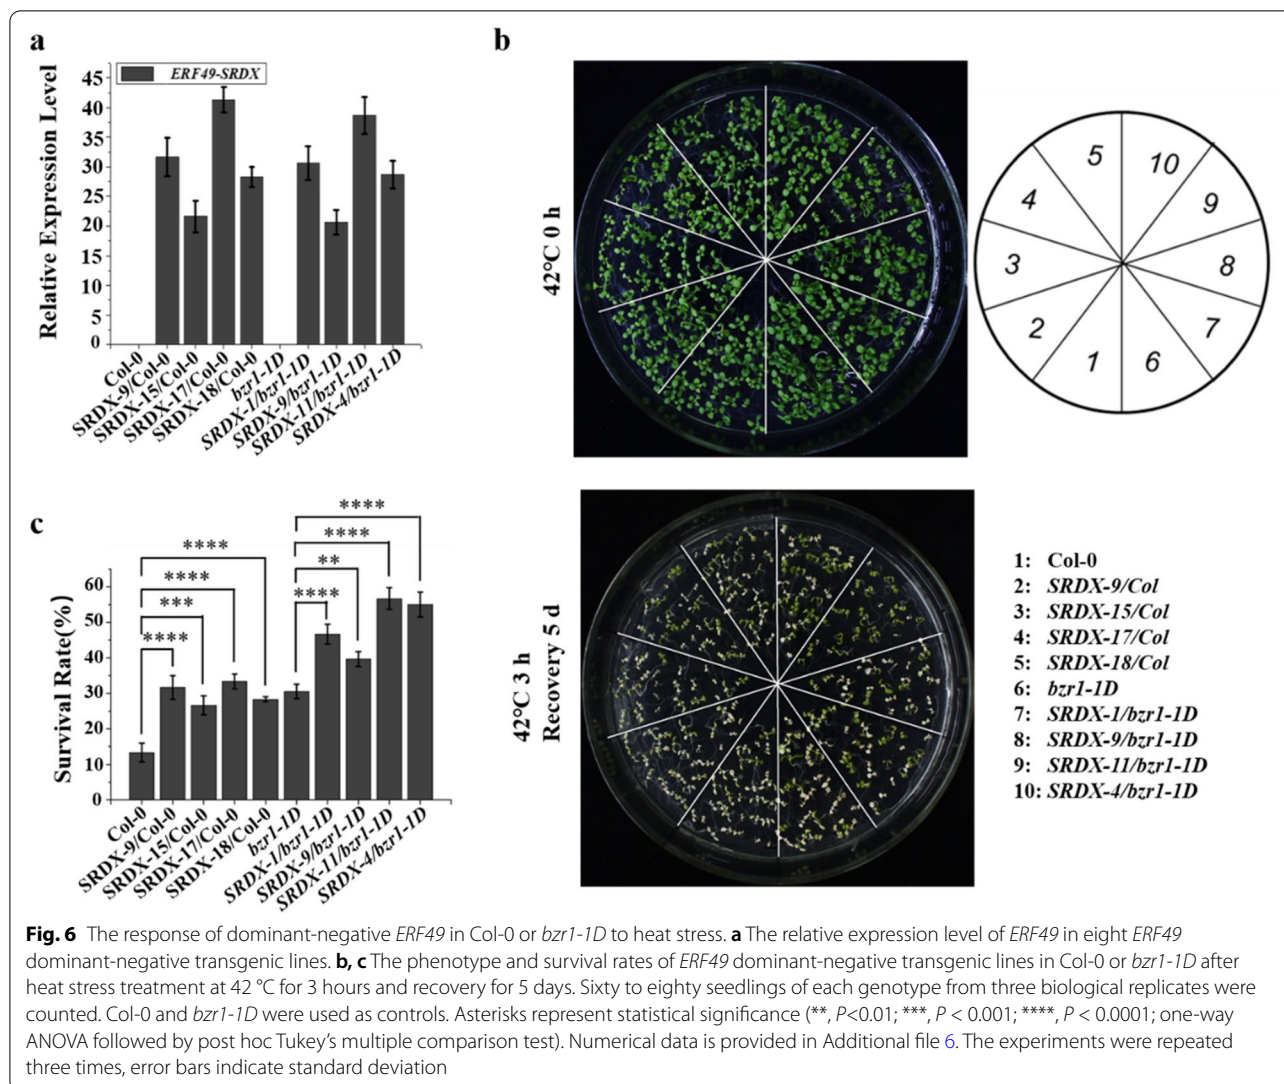 a
Relative Expression Level
45
40
35
30
25
20
15
10
5
0
ERF49-SRDX
Col-0
SRDX-9/Col-0
SRDX-15/Col-0
SRDX-17/Col-0
SRDX-18/Col-0
bzr1-1D
SRDX-1/bzr1-1D
SRDX-9/bzr1-1D
SRDX-11/bzr1-1D
SRDX-4/bzr1-1D
b
42°C 0 h
5
10
4
9
3
8
2
7
1
6
c
Survival Rate(%)
60
50
40
30
20
10
0
****
****
***
****
****
****
**
****
Col-0
SRDX-9/Col-0
SRDX-15/Col-0
SRDX-17/Col-0
SRDX-18/Col-0
bzr1-1D
SRDX-1/bzr1-1D
SRDX-9/bzr1-1D
SRDX-11/bzr1-1D
SRDX-4/bzr1-1D
42°C 3 h
Recovery 5 d
1: Col-0
2: SRDX-9/Col
3: SRDX-15/Col
4: SRDX-17/Col
5: SRDX-18/Col
6: bzr1-1D
7: SRDX-1/bzr1-1D
8: SRDX-9/bzr1-1D
9: SRDX-11/bzr1-1D
10: SRDX-4/bzr1-1D
Fig. 6 The response of dominant-negative ERF49 in Col-0 or bzr1-1D to heat stress. a The relative expression level of ERF49 in eight ERF49
dominant-negative transgenic lines. b, c The phenotype and survival rates of ERF49 dominant-negative transgenic lines in Col-0 or bzr1-1D after
heat stress treatment at 42 °C for 3 hours and recovery for 5 days. Sixty to eighty seedlings of each genotype from three biological replicates were
counted. Col-0 and bzr1-1D were used as controls. Asterisks represent statistical significance (**, P<0.01; ***, P < 0.001; ****, P < 0.0001; one-way
ANOVA followed by post hoc Tukey's multiple comparison test). Numerical data is provided in Additional file 6. The experiments were repeated
three times, error bars indicate standard deviation